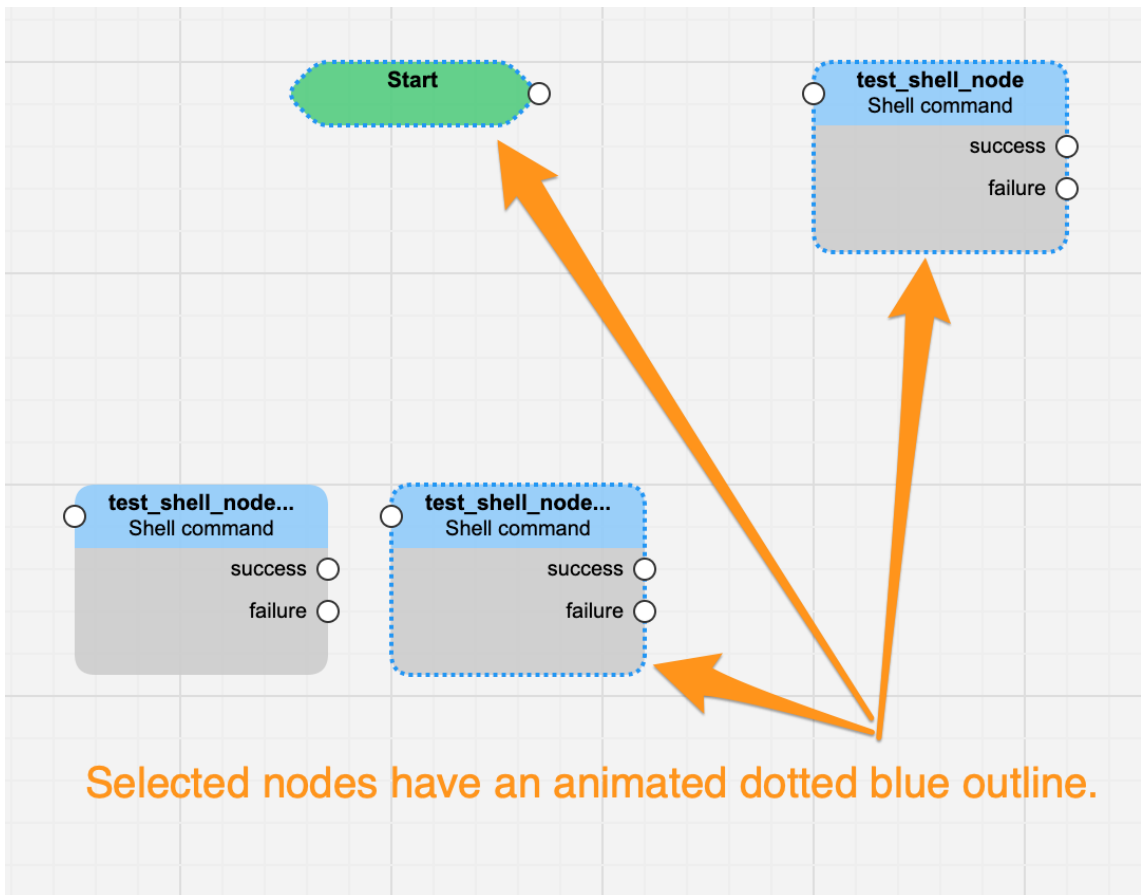 Start
test_shell_node
Shell command
success
failure
test_shell_node...
Shell command
success
failure
test_shell_node...
Shell command
success
failure
Selected nodes have an animated dotted blue outline.